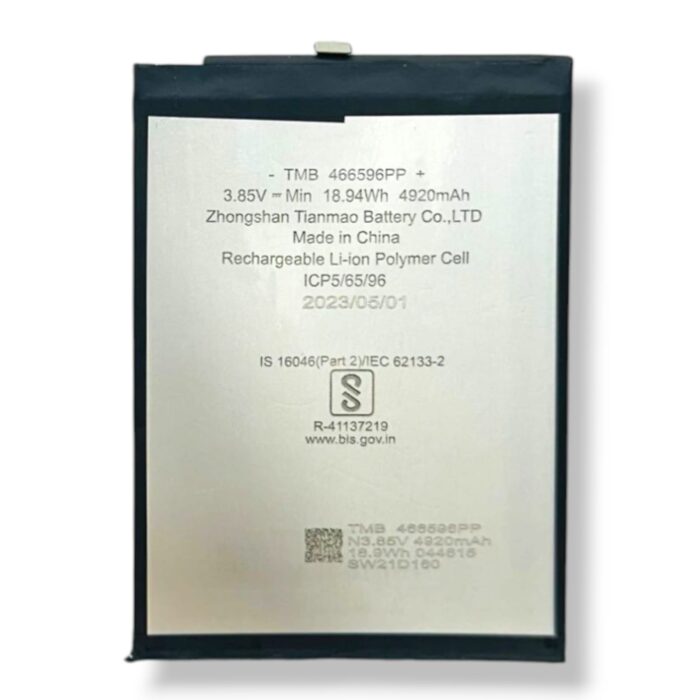 - TMB 466596PP +
3.85V ⎓ Min 18.94Wh 4920mAh
Zhongshan Tianmao Battery Co.,LTD
Made in China
Rechargeable Li-ion Polymer Cell
ICP5/65/96
2023/05/01
IS 16046(Part 2)/IEC 62133-2
R-41137219
www.bis.gov.in
TMB 466596PP
N3.85V 4920mAh
18.9Wh 044615
SW21D160